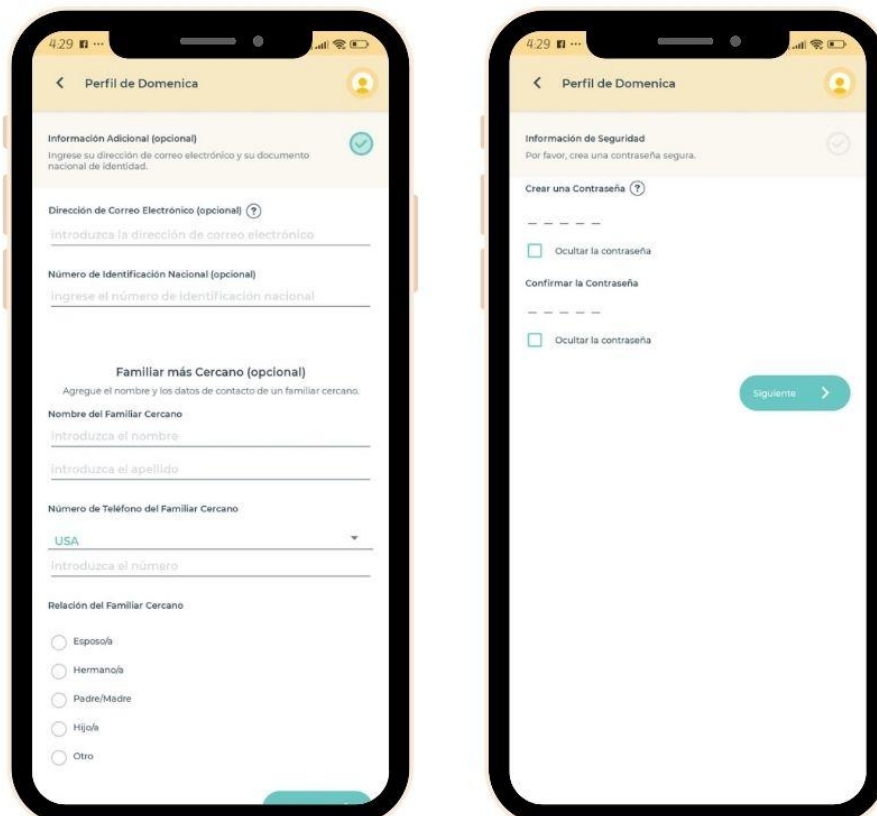 4:29
Perfil de Domenica
Información Adicional (opcional)
Ingrese su dirección de correo electrónico y su documento
nacional de identidad.
Dirección de Correo Electrónico (opcional) ?
Introduzca la dirección de correo electrónico
Número de Identificación Nacional (opcional)
Ingrese el número de identificación nacional
Familiar más Cercano (opcional)
Agregue el nombre y los datos de contacto de un familiar cercano.
Nombre del Familiar Cercano
Introduzca el nombre
Introduzca el apellido
Número de Teléfono del Familiar Cercano
USA
Introduzca el número
Relación del Familiar Cercano
Esposo/a
Hermano/a
Padre/Madre
Hijo/a
Otro
4:29
Perfil de Domenica
Información de Seguridad
Por favor, crea una contraseña segura.
Crear una Contraseña ?
Ocultar la contraseña
Confirmar la Contraseña
Ocultar la contraseña
Siguiente